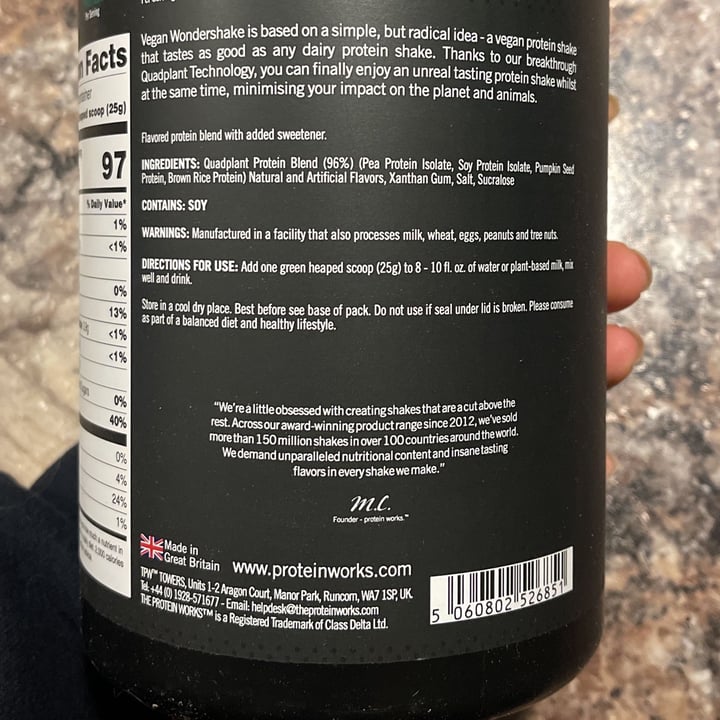 Per Serving
Facts
scoop (25g)
97
% Daily Value*
1%
<1%
0%
13%
<1%
<1%
0%
40%
0%
4%
24%
1%
Vegan Wondershake is based on a simple, but radical idea - a vegan protein shake
that tastes as good as any dairy protein shake. Thanks to our breakthrough
Quadplant Technology, you can finally enjoy an unreal tasting protein shake whilst
at the same time, minimising your impact on the planet and animals.
Flavored protein blend with added sweetener.
INGREDIENTS: Quadplant Protein Blend (96%) (Pea Protein Isolate, Soy Protein Isolate, Pumpkin Seed
Protein, Brown Rice Protein) Natural and Artificial Flavors, Xanthan Gum, Salt, Sucralose
CONTAINS: SOY
WARNINGS: Manufactured in a facility that also processes milk, wheat, eggs, peanuts and tree nuts.
DIRECTIONS FOR USE: Add one green heaped scoop (25g) to 8 - 10 fl. oz. of water or plant-based milk, mix
well and drink.
Store in a cool dry place. Best before see base of pack. Do not use if seal under lid is broken. Please consume
as part of a balanced diet and healthy lifestyle.
“We're a little obsessed with creating shakes that are a cut above the
rest. Across our award-winning product range since 2012, we've sold
more than 150 million shakes in over 100 countries around the world.
We demand unparalleled nutritional content and insane tasting
flavors in every shake we make.”
M.C.
Founder - protein works.™
Made in
Great Britain
www.proteinworks.com
TPW™ TOWERS, Units 1-2 Aragon Court, Manor Park, Runcorn, WA7 1SP, UK.
Tel: +44 (0) 1928-571677 - Email: helpdesk@theproteinworks.com
THE PROTEIN WORKS™ is a Registered Trademark of Class Delta Ltd.
5 060802 526851